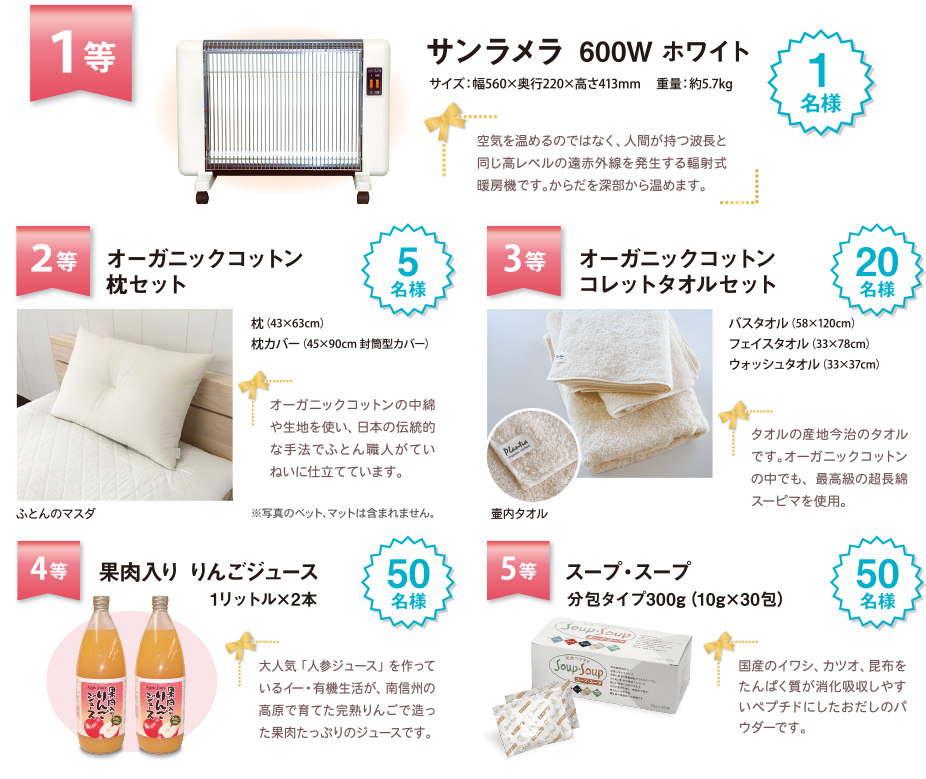 1等
サンラメラ 600W ホワイト
サイズ：幅560×奥行220×高さ413mm 重量：約5.7kg
1
名様
空気を温めるのではなく、人間が持つ波長と
同じ高レベルの遠赤外線を発生する輻射式
暖房機です。からだを深部から温めます。
2等
オーガニックコットン
枕セット
5
名様
枕（43×63cm）
枕カバー（45×90cm 封筒型カバー）
オーガニックコットンの中綿
や生地を使い、日本の伝統的
な手法でふとん職人がてい
ねいに仕立てています。
ふとんのマスダ
※写真のベット、マットは含まれません。
3等
オーガニックコットン
コレットタオルセット
20
名様
バスタオル（58×120cm）
フェイスタオル（33×78cm）
ウォッシュタオル（33×37cm）
Plantia
タオルの産地今治のタオル
です。オーガニックコットン
の中でも、最高級の超長綿
スーピマを使用。
壷内タオル
4等
果肉入り りんごジュース
1リットル×2本
50
名様
果肉入り
りんご
ジュース
大人気「人参ジュース」を作って
いるイー・有機生活が、南信州の
高原で育てた完熟りんごで造っ
た果肉たっぷりのジュースです。
5等
スープ・スープ
分包タイプ300g（10g×30包）
50
名様
Soup・Soup
スープ・スープ
Soup・Soup
スープ・スープ
国産のイワシ、カツオ、昆布を
たんぱく質が消化吸収しやす
いペプチドにしたおだしのパ
ウダーです。